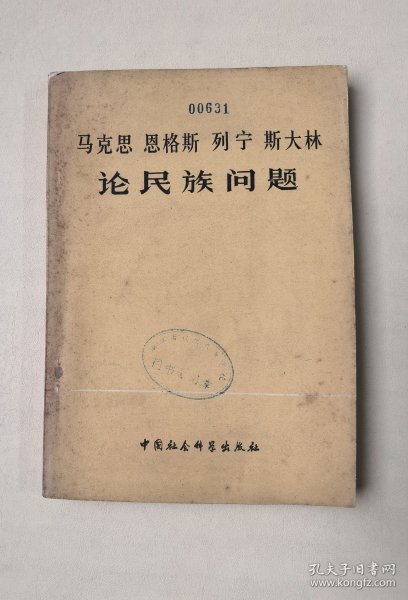 00631
马克思 恩格斯 列宁 斯大林
论民族问题
中国社会科学出版社
孔夫子旧书网
www.kongfz.com